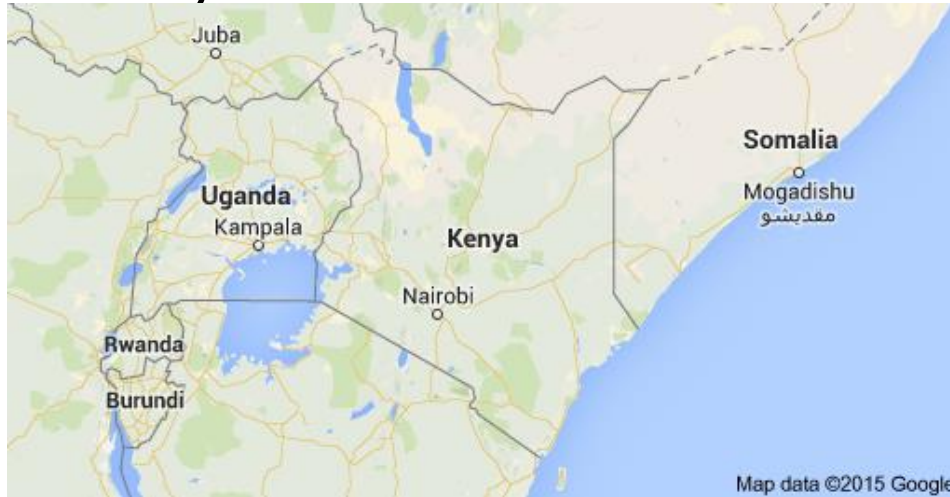 Juba
Somalia
Mogadishu
مقديشو
Uganda
Kampala
Kenya
Nairobi
Rwanda
Burundi
Map data ©2015 Google